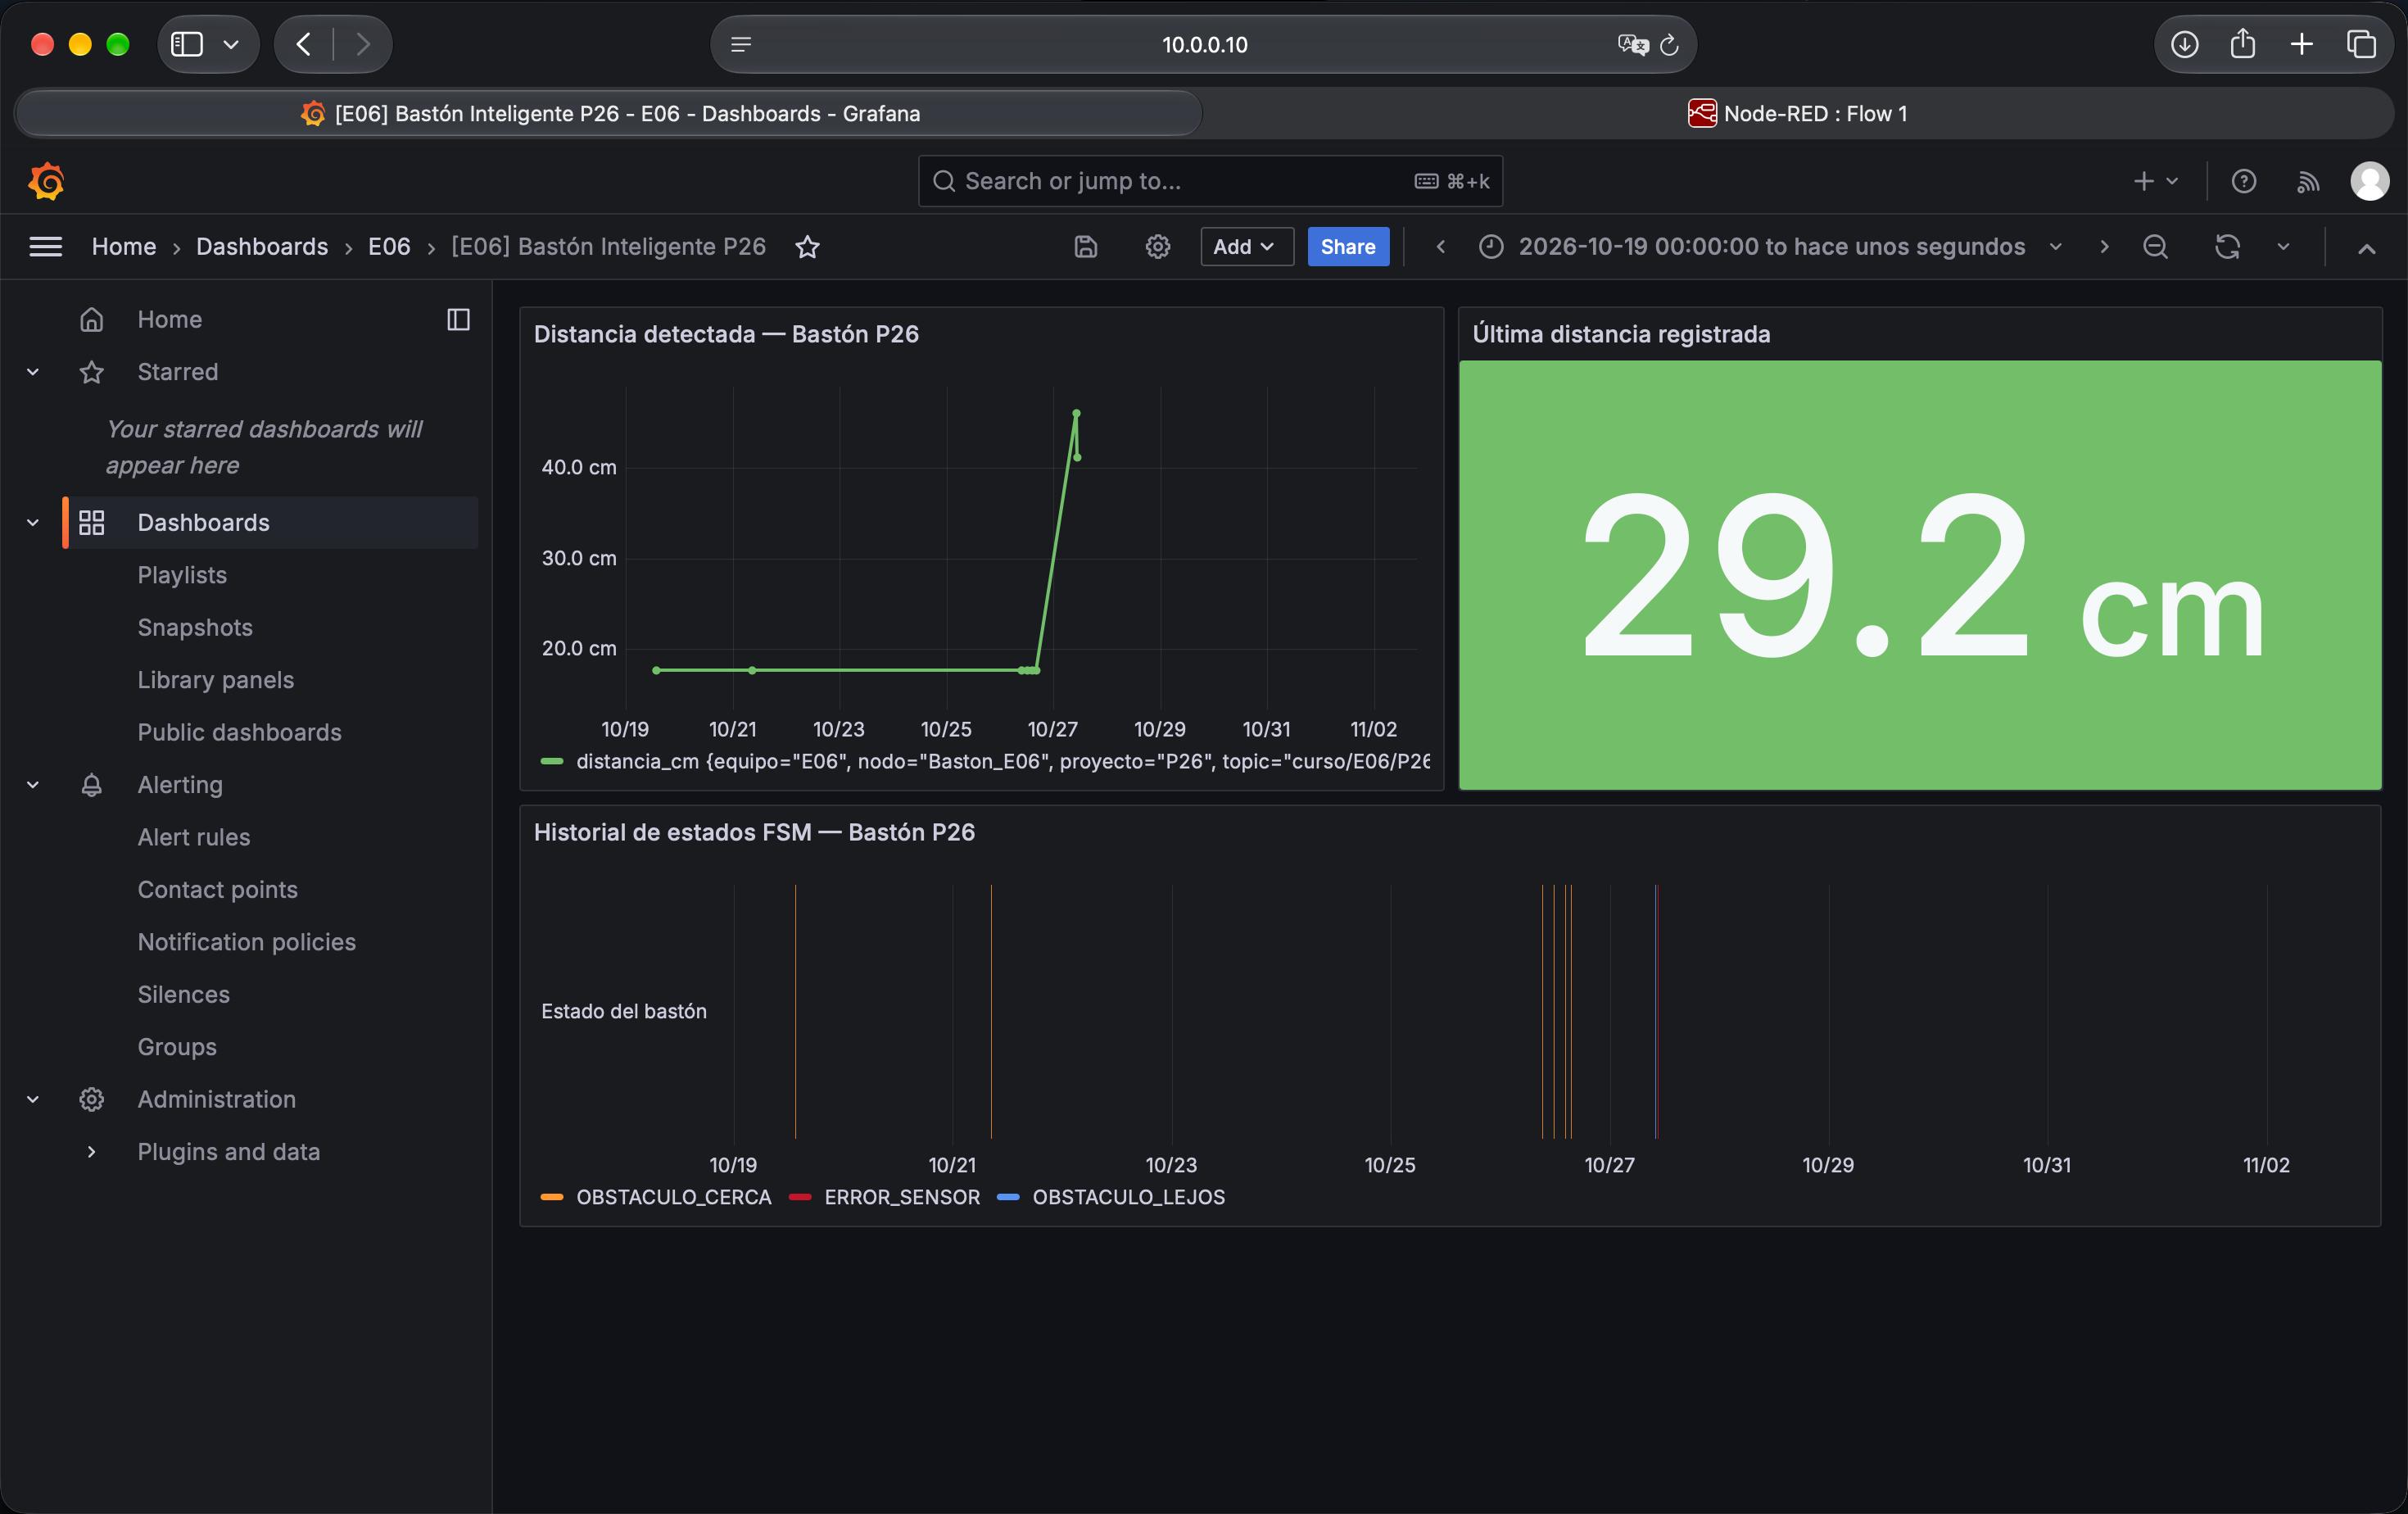 10.0.0.10
[E06] Bastón Inteligente P26 - E06 - Dashboards - Grafana
Node-RED : Flow 1
Search or jump to...
⌘+k
Home › Dashboards › E06 › [E06] Bastón Inteligente P26
Add
Share
2026-10-19 00:00:00 to hace unos segundos
Home
Starred
Your starred dashboards will
appear here
Dashboards
Playlists
Snapshots
Library panels
Public dashboards
Alerting
Alert rules
Contact points
Notification policies
Silences
Groups
Administration
Plugins and data
Distancia detectada — Bastón P26
40.0 cm
30.0 cm
20.0 cm
10/19 10/21 10/23 10/25 10/27 10/29 10/31 11/02
distancia_cm {equipo="E06", nodo="Baston_E06", proyecto="P26", topic="curso/E06/P26
Última distancia registrada
29.2 cm
Historial de estados FSM — Bastón P26
Estado del bastón
10/19 10/21 10/23 10/25 10/27 10/29 10/31 11/02
OBSTACULO_CERCA ERROR_SENSOR OBSTACULO_LEJOS